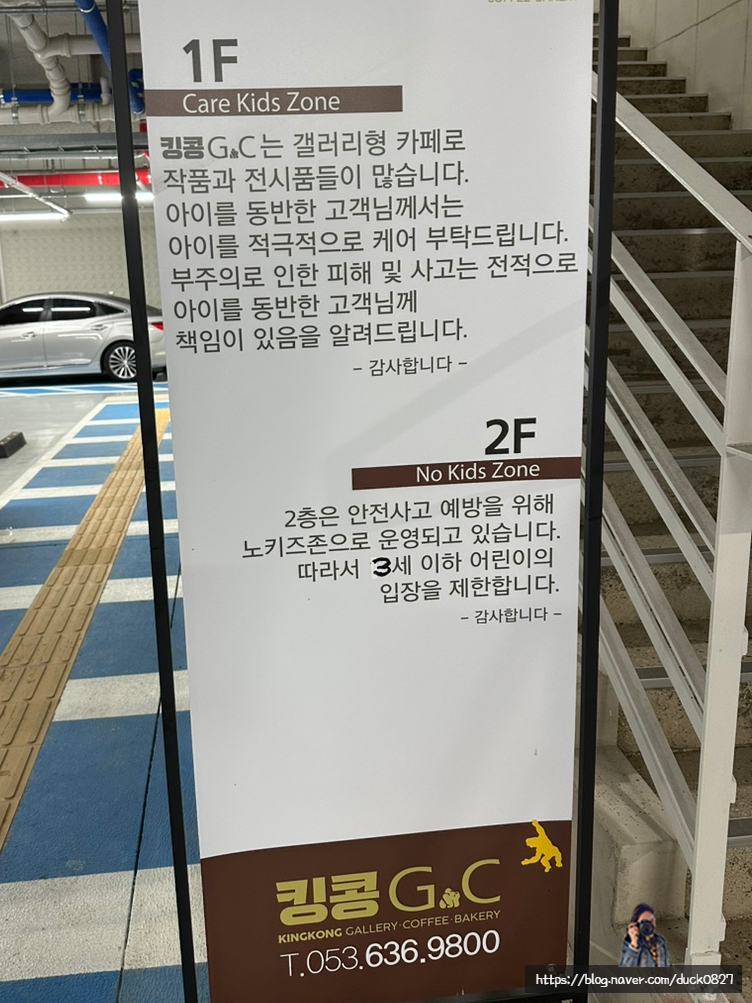 1F
Care Kids Zone
킹콩G&C는 갤러리형 카페로
작품과 전시품들이 많습니다.
아이를 동반한 고객님께서는
아이를 적극적으로 케어 부탁드립니다.
부주의로 인한 피해 및 사고는 전적으로
아이를 동반한 고객님께
책임이 있음을 알려드립니다.
– 감사합니다 –
2F
No Kids Zone
2층은 안전사고 예방을 위해
노키즈존으로 운영되고 있습니다.
따라서 3세 이하 어린이의
입장을 제한합니다.
– 감사합니다 –
킹콩 G&C
KINGKONG GALLERY·COFFEE·BAKERY
T.053.636.9800
https://blog.naver.com/duck0827